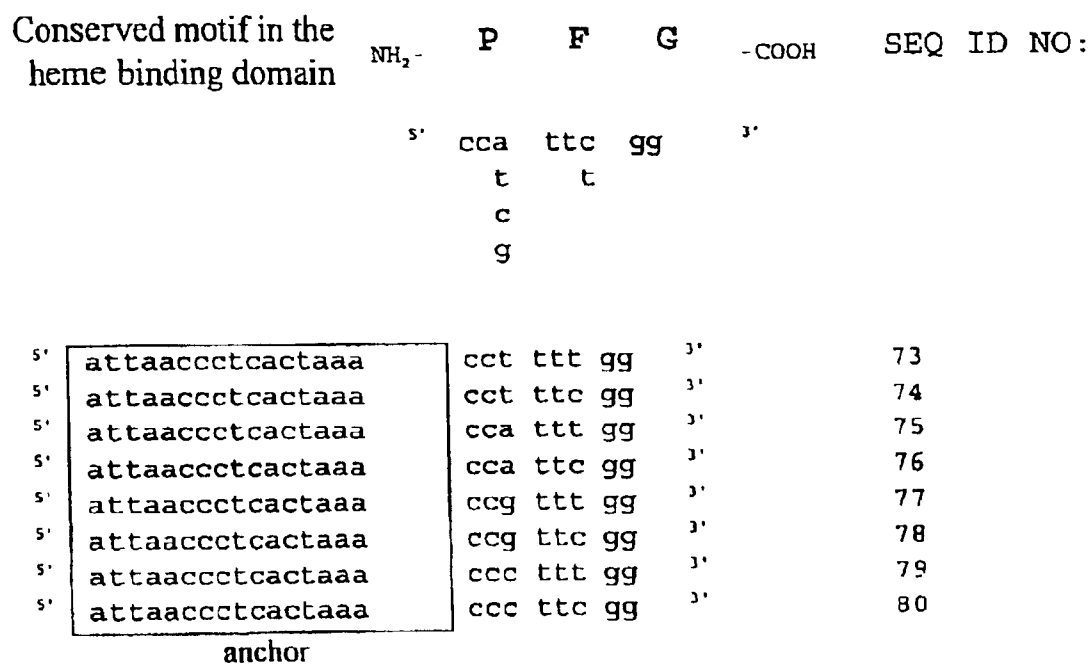 Conserved motif in the heme binding domain
NH2- P F G -COOH SEQ ID NO:
5' cca ttc gg 3'
t t
c
g
5' attaaccctcactaaa cct ttt gg 3' 73
5' attaaccctcactaaa cct ttc gg 3' 74
5' attaaccctcactaaa cca ttt gg 3' 75
5' attaaccctcactaaa cca ttc gg 3' 76
5' attaaccctcactaaa ccg ttt gg 3' 77
5' attaaccctcactaaa ccg ttc gg 3' 78
5' attaaccctcactaaa ccc ttt gg 3' 79
5' attaaccctcactaaa ccc ttc gg 3' 80
anchor